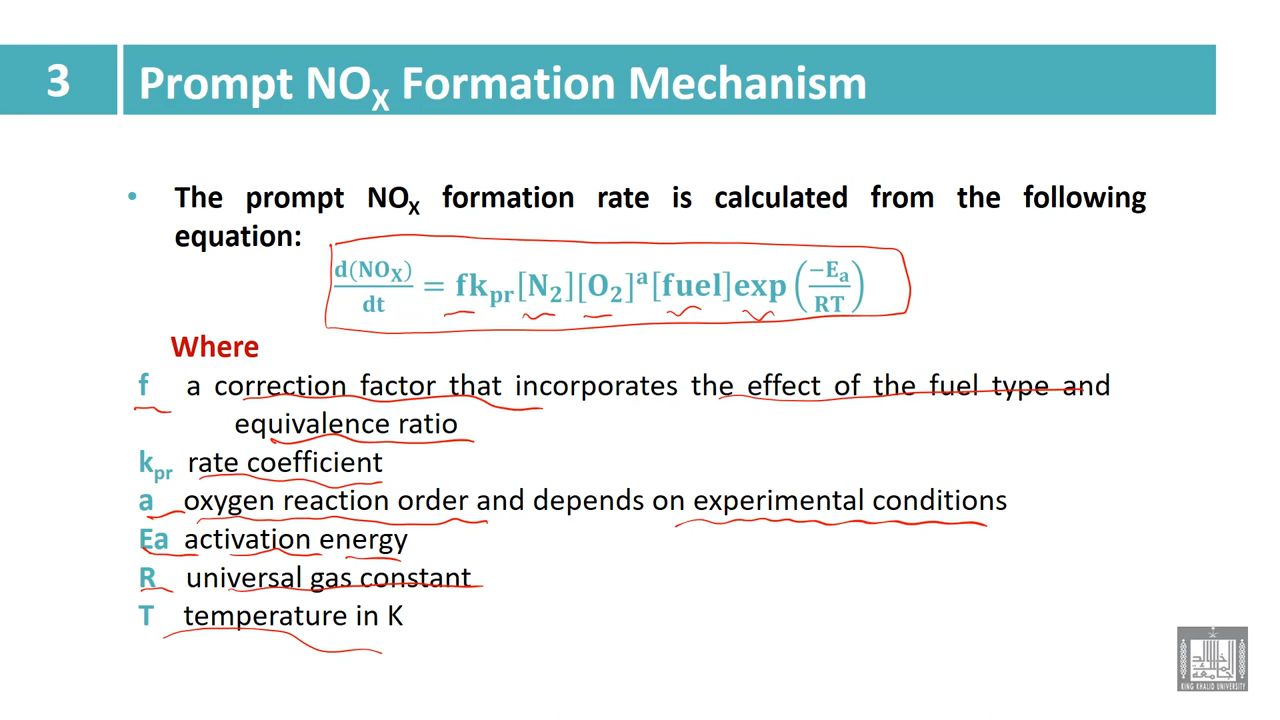 3
Prompt NOX Formation Mechanism
• The prompt NOX formation rate is calculated from the following
equation:
d(NOX)/dt = fkpr[N2][O2]^a[fuel]exp(−Ea/RT)
Where
f a correction factor that incorporates the effect of the fuel type and
equivalence ratio
kpr rate coefficient
a oxygen reaction order and depends on experimental conditions
Ea activation energy
R universal gas constant
T temperature in K
KING KHALID UNIVERSITY